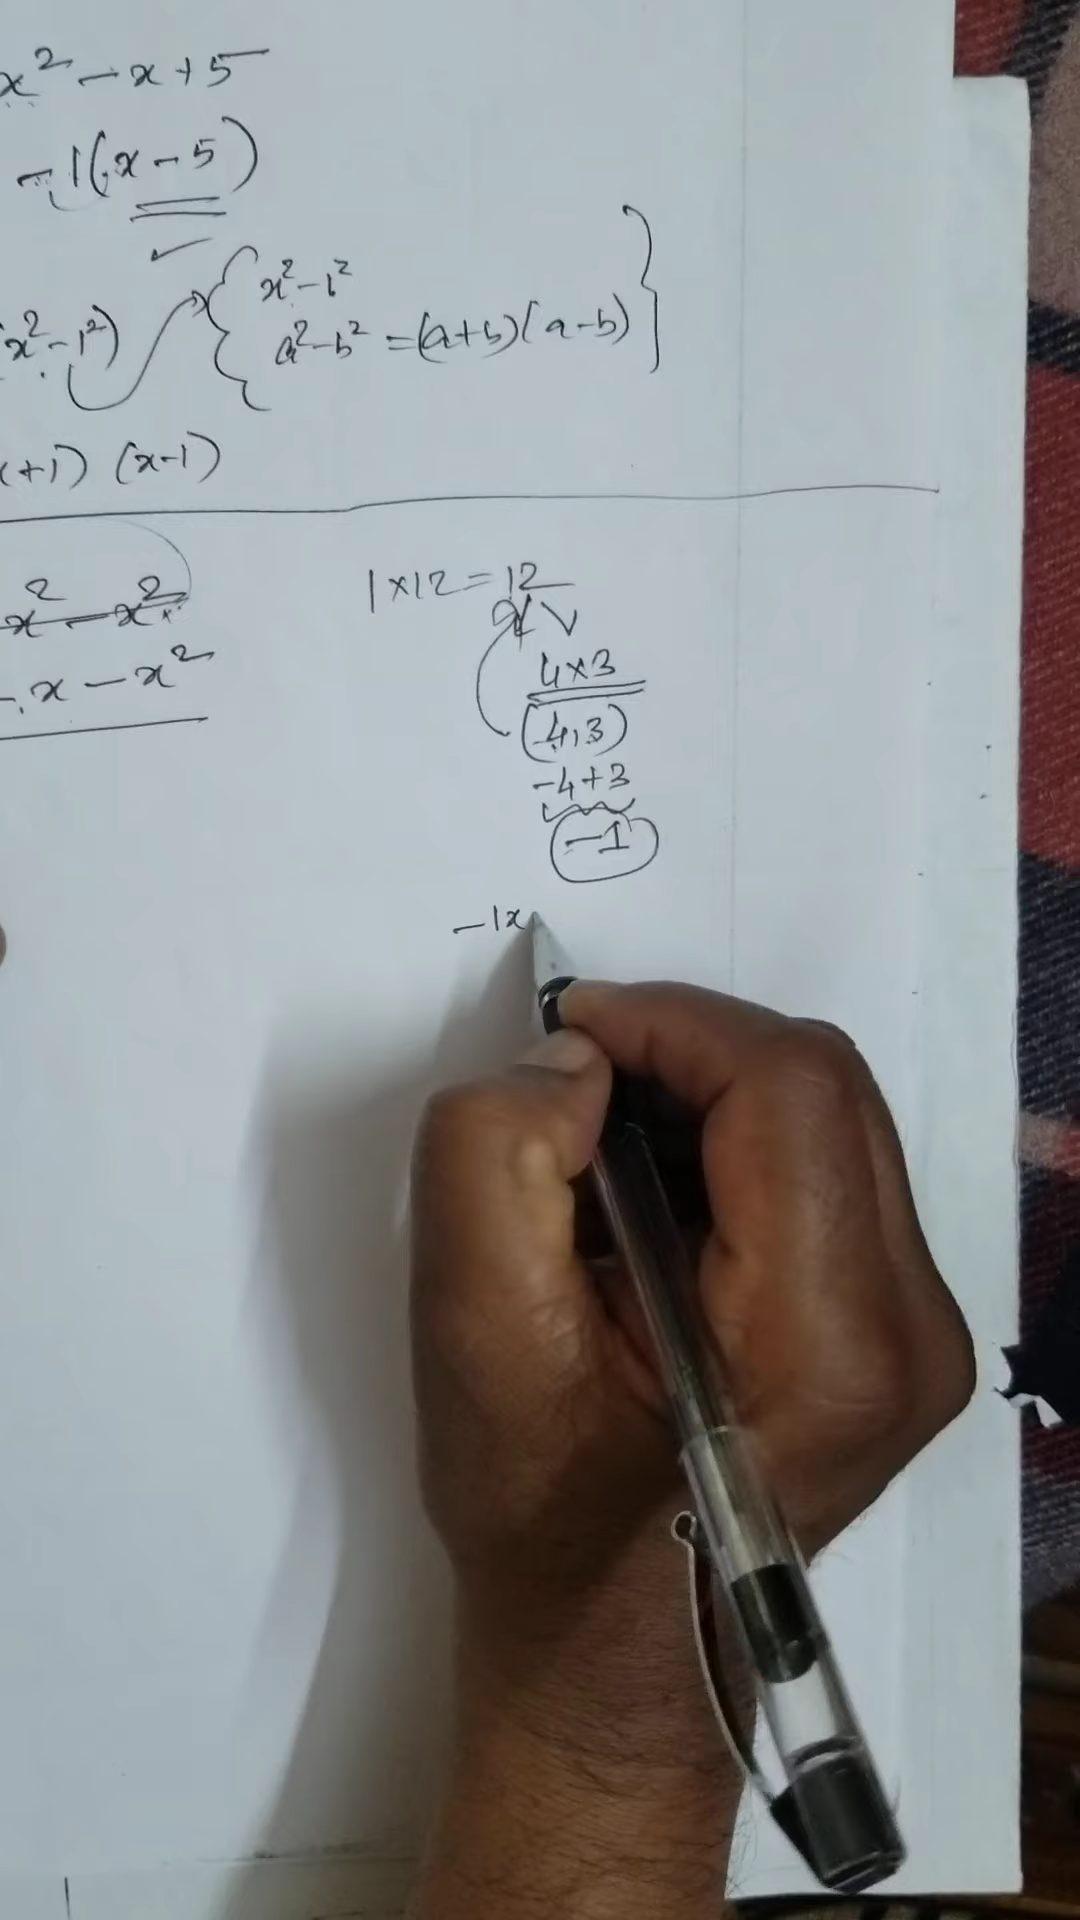 x² - x + 5
-1(x - 5)
x² - 1²
(x² - 1²)
a² - b² = (a+b)(a-b)
(x+1) (x-1)
x² - x²
- x - x²
1×12 = 12
4×3
(4,3)
-4+3
-1
-1x